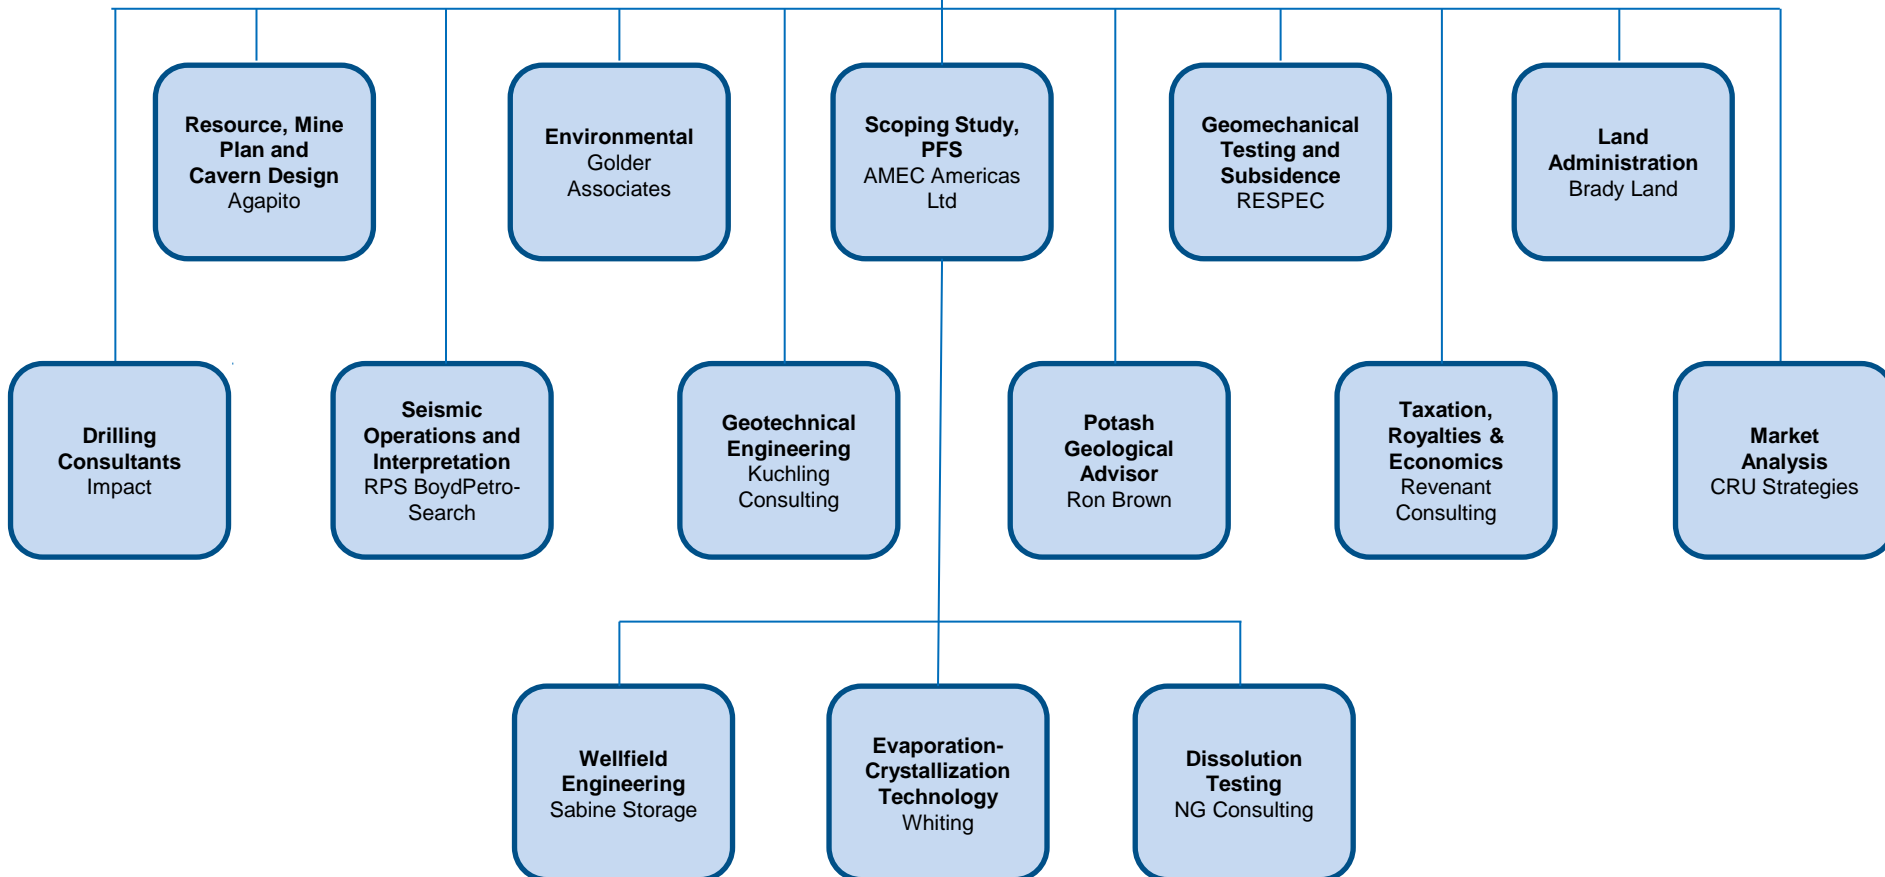 Resource, Mine
Plan and
Cavern Design
Agapito
Environmental
Golder
Associates
Scoping Study,
PFS
AMEC Americas
Ltd
Geomechanical
Testing and
Subsidence
RESPEC
Land
Administration
Brady Land
Drilling
Consultants
Impact
Seismic
Operations and
Interpretation
RPS BoydPetro-
Search
Geotechnical
Engineering
Kuchling
Consulting
Potash
Geological
Advisor
Ron Brown
Taxation,
Royalties &
Economics
Revenant
Consulting
Market
Analysis
CRU Strategies
Wellfield
Engineering
Sabine Storage
Evaporation-
Crystallization
Technology
Whiting
Dissolution
Testing
NG Consulting